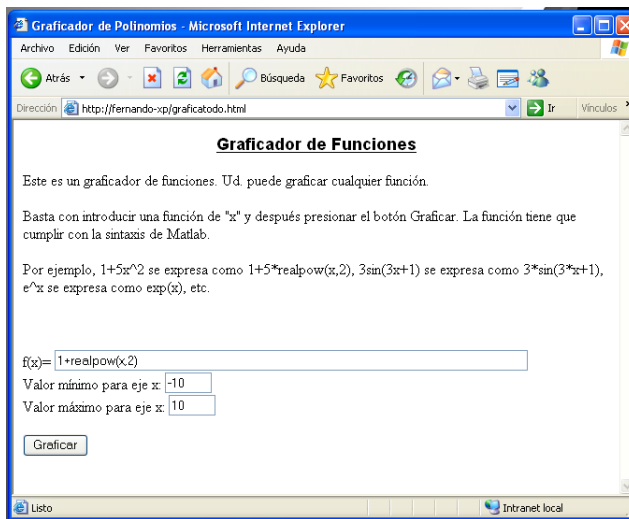 Graficador de Polinomios - Microsoft Internet Explorer
Archivo Edición Ver Favoritos Herramientas Ayuda
Atrás Búsqueda Favoritos
Dirección http://fernando-xp/graficatodo.html Ir Vínculos »
Graficador de Funciones
Este es un graficador de funciones. Ud. puede graficar cualquier función.
Basta con introducir una función de "x" y después presionar el botón Graficar. La función tiene que
cumplir con la sintaxis de Matlab.
Por ejemplo, 1+5x^2 se expresa como 1+5*realpow(x,2), 3sin(3x+1) se expresa como 3*sin(3*x+1),
e^x se expresa como exp(x), etc.
f(x)= 1+realpow(x,2)
Valor mínimo para eje x: -10
Valor máximo para eje x: 10
Graficar
Listo Intranet local